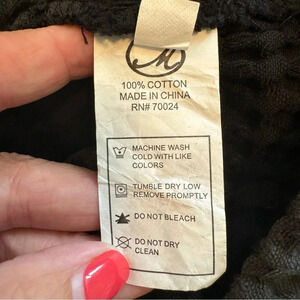 M
100% COTTON
MADE IN CHINA
RN# 70024
MACHINE WASH
COLD WITH LIKE
COLORS
TUMBLE DRY LOW
REMOVE PROMPTLY
DO NOT BLEACH
DO NOT DRY
CLEAN